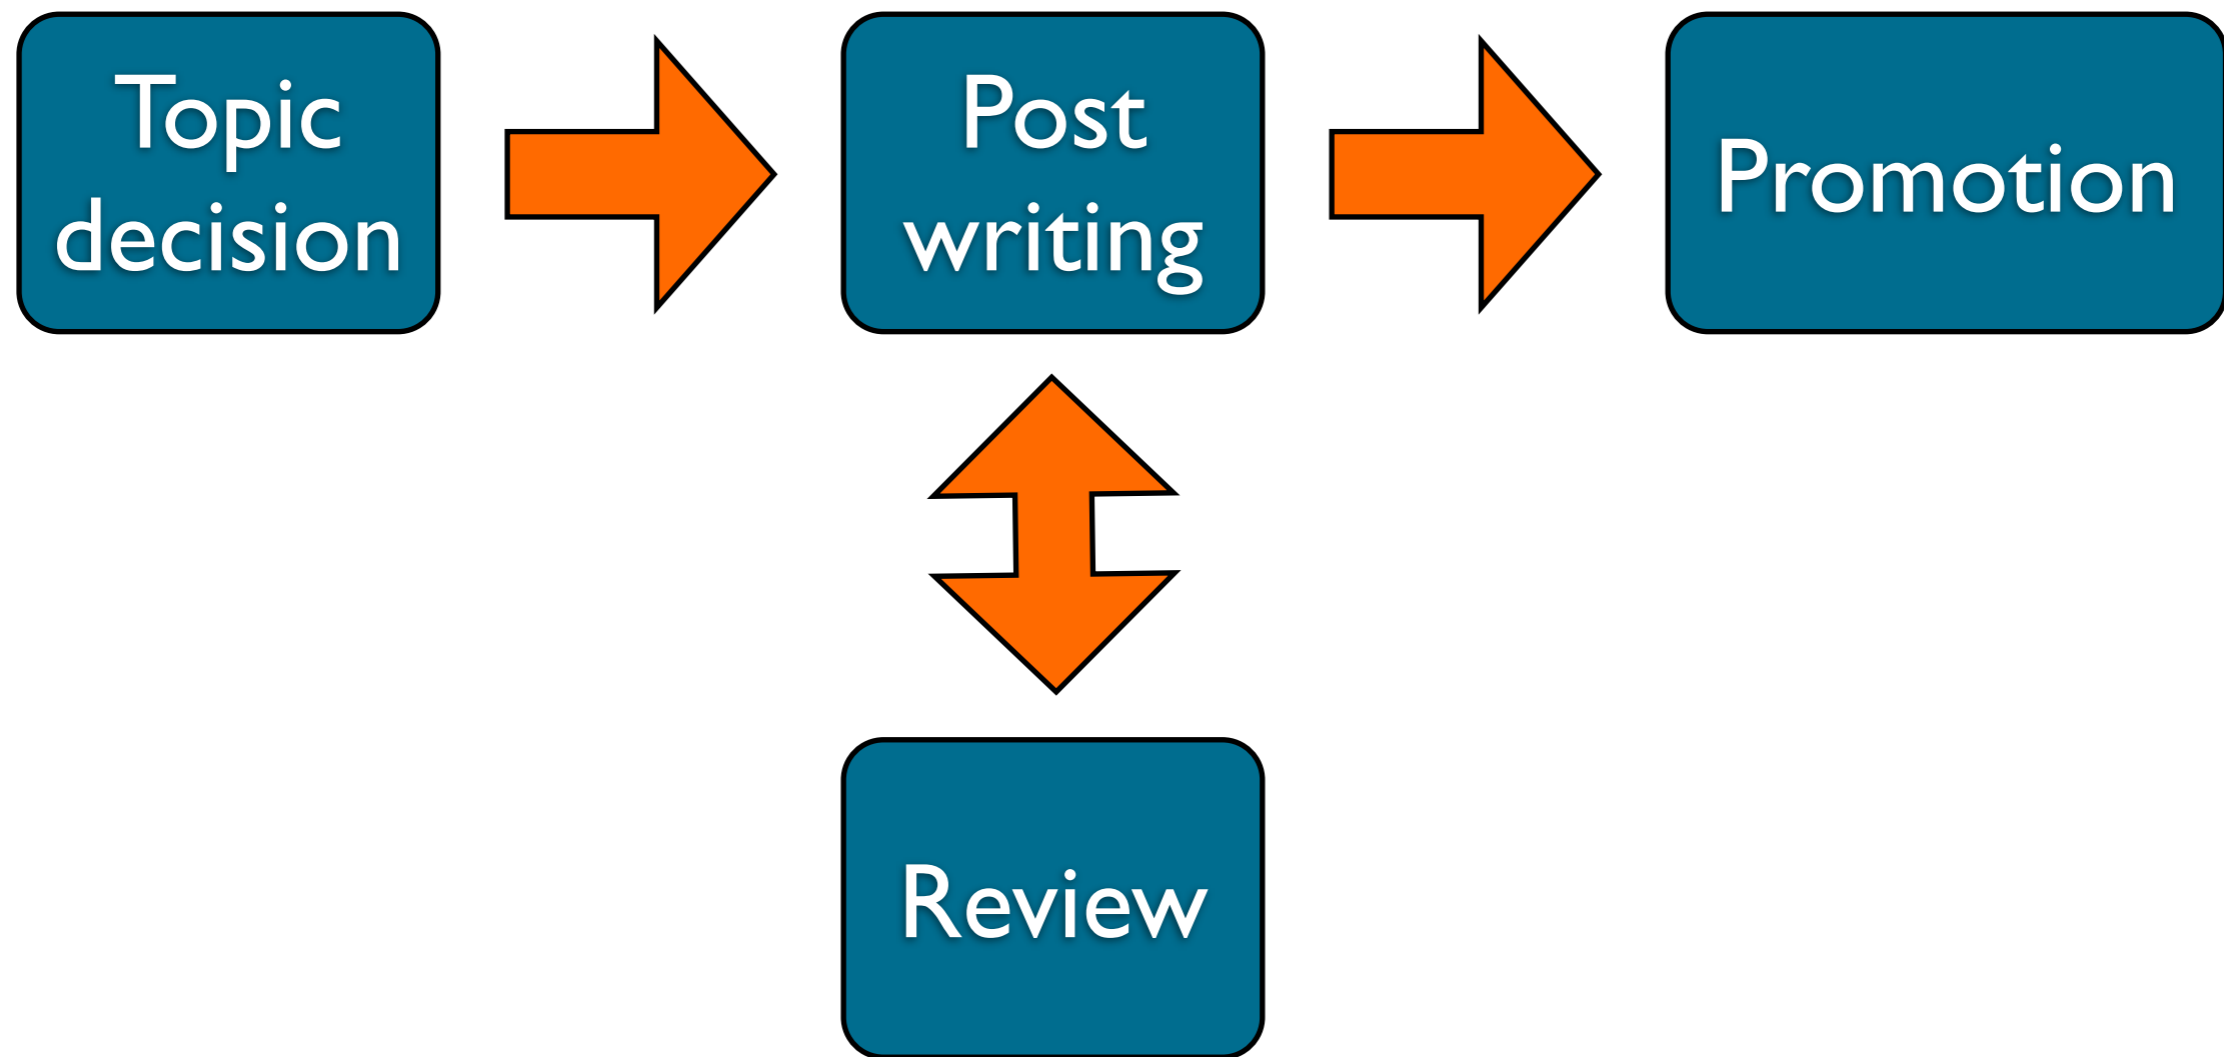 Topic
decision
Post
writing
Promotion
Review